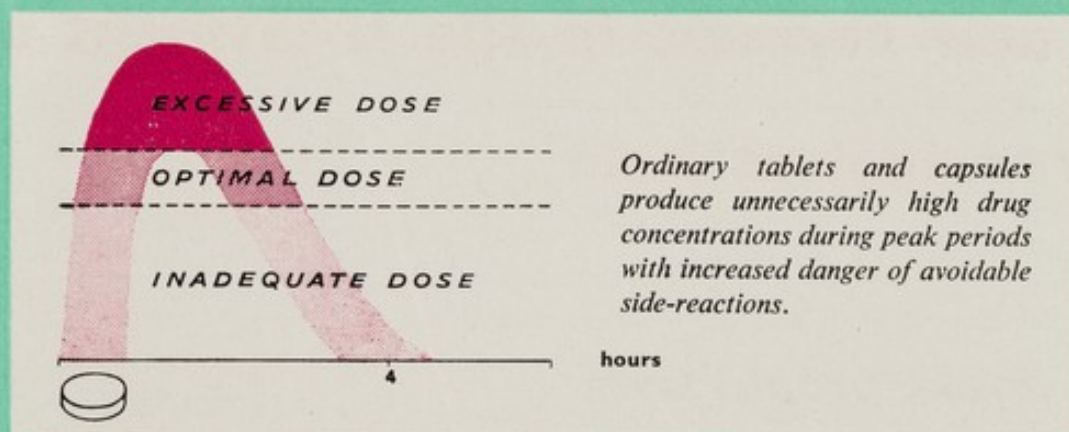 EXCESSIVE DOSE
OPTIMAL DOSE
INADEQUATE DOSE
4
hours
Ordinary tablets and capsules
produce unnecessarily high drug
concentrations during peak periods
with increased danger of avoidable
side-reactions.